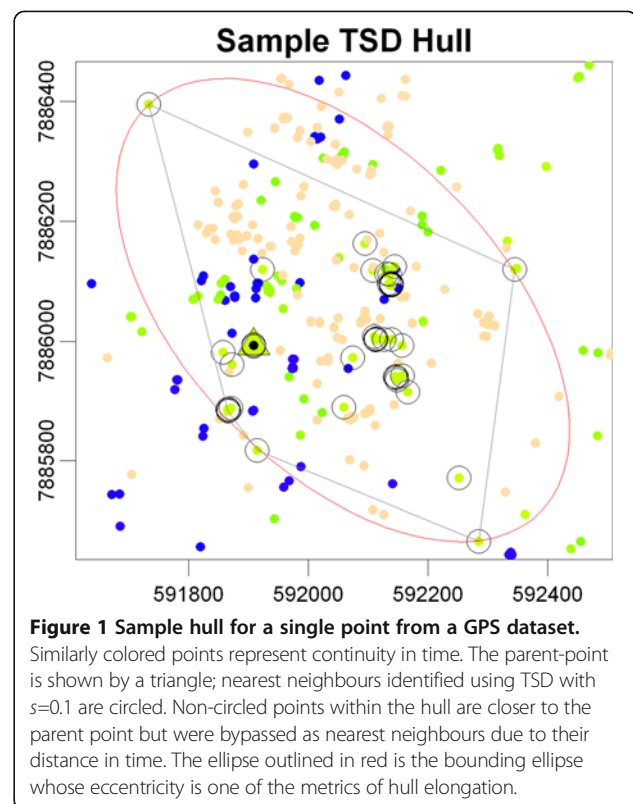 Sample TSD Hull
7886400
7886200
7886000
7885800
591800 592000 592200 592400
Figure 1 Sample hull for a single point from a GPS dataset.
Similarly colored points represent continuity in time. The parent-point
is shown by a triangle; nearest neighbours identified using TSD with
s=0.1 are circled. Non-circled points within the hull are closer to the
parent point but were bypassed as nearest neighbours due to their
distance in time. The ellipse outlined in red is the bounding ellipse
whose eccentricity is one of the metrics of hull elongation.